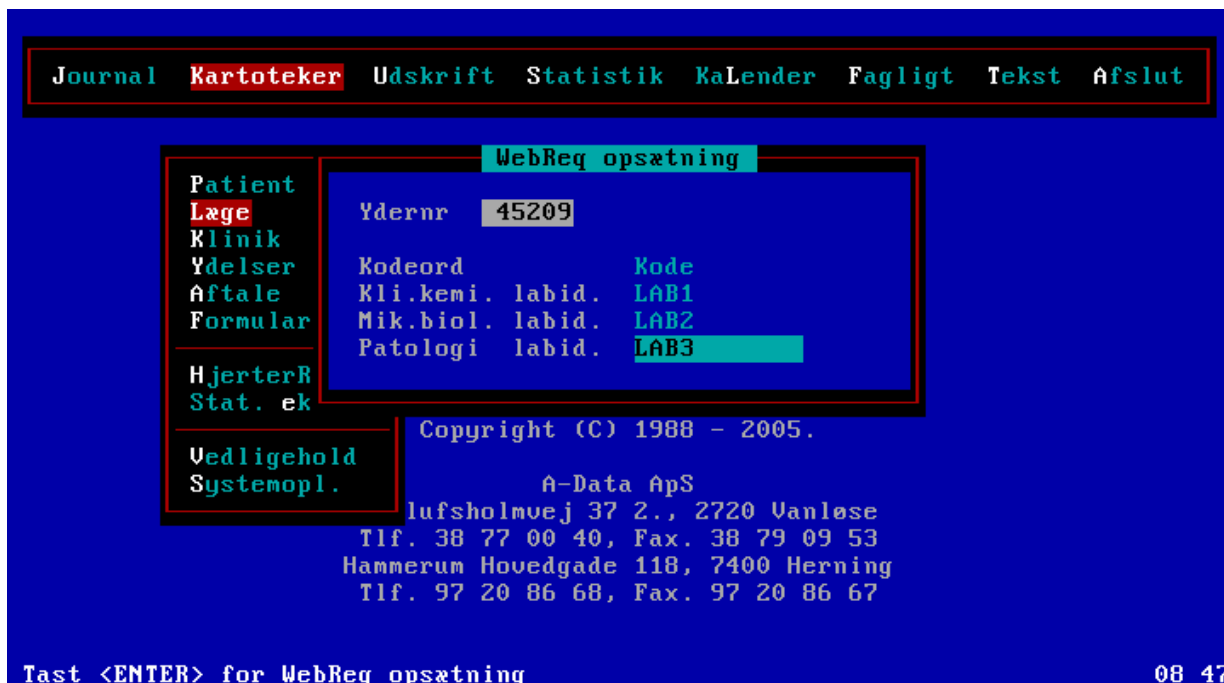 Journal Kartoteker Udskrift Statistik KaLender Fagligt Tekst Afslut
WebReq opsætning
Patient
Læge
Klinik
Ydelser
Aftale
Formular
HjerterR
Stat. ek
Vedligehold
Systemopl.
Ydernr 45209
Kodeord Kode
Kli.kemi. labid. LAB1
Mik.biol. labid. LAB2
Patologi labid. LAB3
Copyright (C) 1988 - 2005.
A-Data ApS
lufsholmvej 37 2., 2720 Vanløse
Tlf. 38 77 00 40, Fax. 38 79 09 53
Hammerum Hovedgade 118, 7400 Herning
Tlf. 97 20 86 68, Fax. 97 20 86 67
Tast <ENTER> for WebReq opsætning 08 47